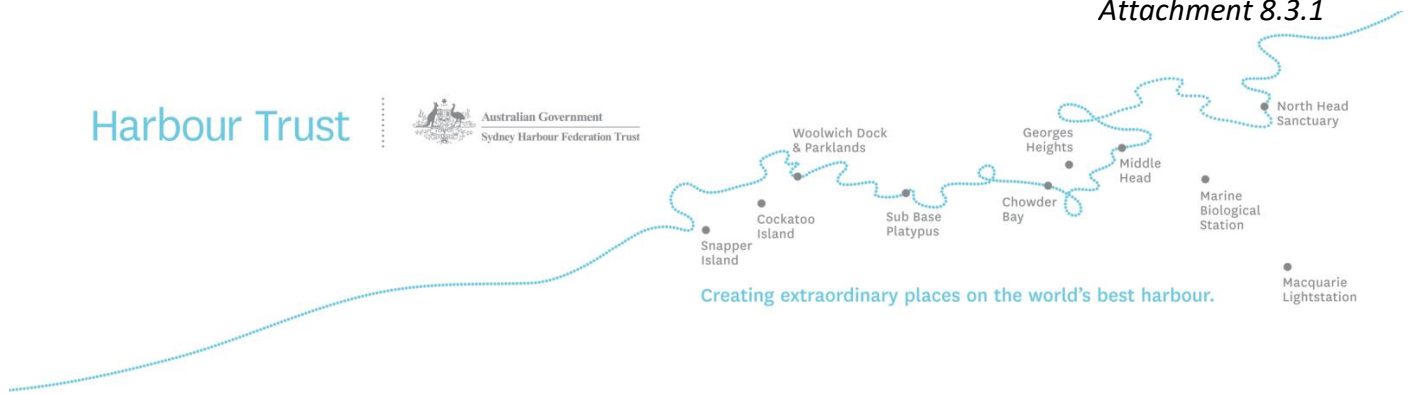 Attachment 8.3.1
Harbour Trust
Australian Government
Sydney Harbour Federation Trust
Snapper
Island
Cockatoo
Island
Woolwich Dock
& Parklands
Sub Base
Platypus
Chowder
Bay
Georges
Heights
Middle
Head
North Head
Sanctuary
Marine
Biological
Station
Macquarie
Lightstation
Creating extraordinary places on the world's best harbour.